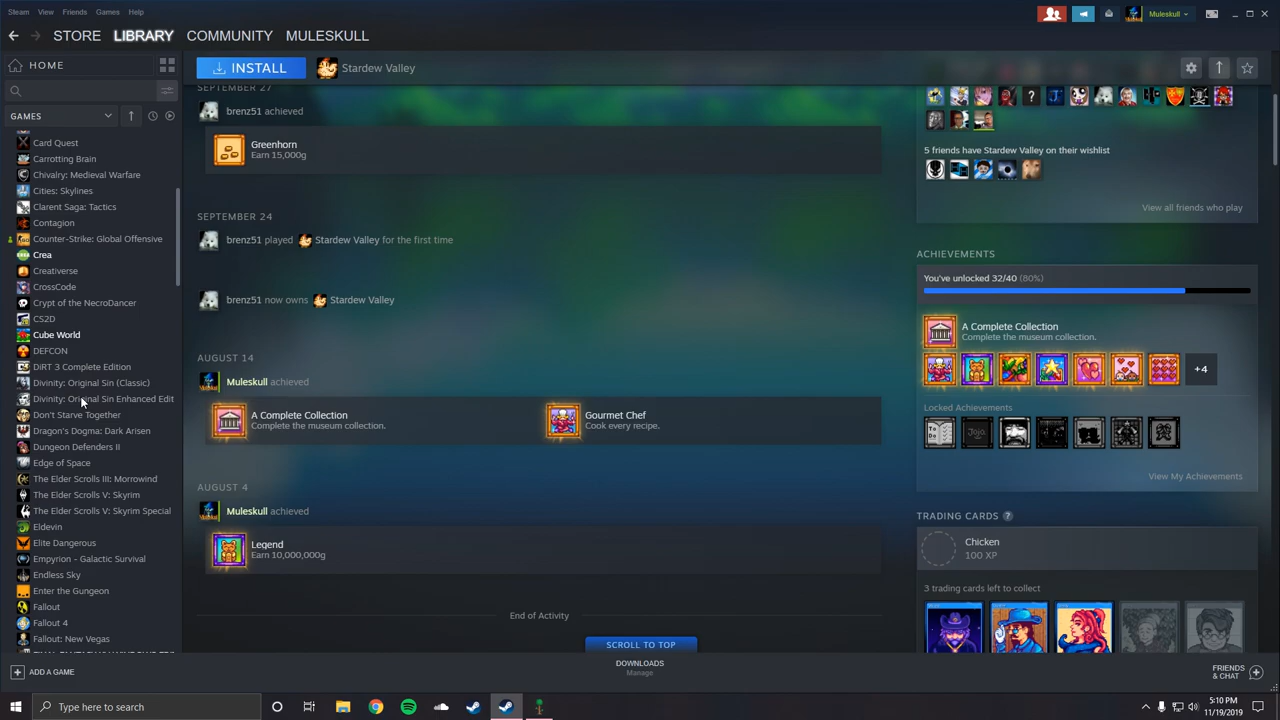 Steam View Friends Games Help
Muleskull
STORE LIBRARY COMMUNITY MULESKULL
HOME
INSTALL
Stardew Valley
GAMES
Card Quest
Carrotting Brain
Chivalry: Medieval Warfare
Cities: Skylines
Clarent Saga: Tactics
Contagion
Counter-Strike: Global Offensive
Crea
Creativerse
CrossCode
Crypt of the NecroDancer
CS2D
Cube World
DEFCON
DiRT 3 Complete Edition
Divinity: Original Sin (Classic)
Divinity: Original Sin Enhanced Edit
Don't Starve Together
Dragon's Dogma: Dark Arisen
Dungeon Defenders II
Edge of Space
The Elder Scrolls III: Morrowind
The Elder Scrolls V: Skyrim
The Elder Scrolls V: Skyrim Special
Eldevin
Elite Dangerous
Empyrion - Galactic Survival
Endless Sky
Enter the Gungeon
Fallout
Fallout 4
Fallout: New Vegas
ADD A GAME
SEPTEMBER 27
brenz51 achieved
Greenhorn
Earn 15,000g
SEPTEMBER 24
brenz51 played Stardew Valley for the first time
brenz51 now owns Stardew Valley
AUGUST 14
Muleskull achieved
A Complete Collection
Complete the museum collection.
Gourmet Chef
Cook every recipe.
AUGUST 4
Muleskull achieved
Legend
Earn 10,000,000g
End of Activity
SCROLL TO TOP
DOWNLOADS
Manage
5 friends have Stardew Valley on their wishlist
View all friends who play
ACHIEVEMENTS
You've unlocked 32/40 (80%)
A Complete Collection
Complete the museum collection.
+4
Locked Achievements
View My Achievements
TRADING CARDS ?
Chicken
100 XP
3 trading cards left to collect
FRIENDS
& CHAT
Type here to search
5:10 PM
11/19/2019